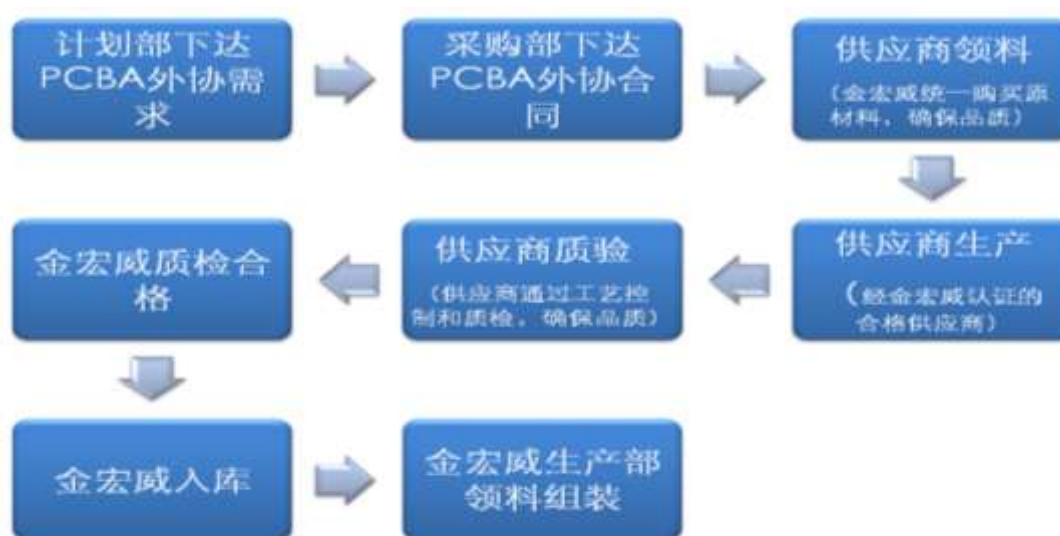 计划部下达
PCBA外协需
求
采购部下达
PCBA外协合
同
供应商领料
(金宏威统一购买原
材料，确保品质)
供应商生产
(经金宏威认证的
合格供应商)
供应商质验
(供应商通过工艺控
制和质检，确保品质)
金宏威质检合
格
金宏威入库
金宏威生产部
领料组装